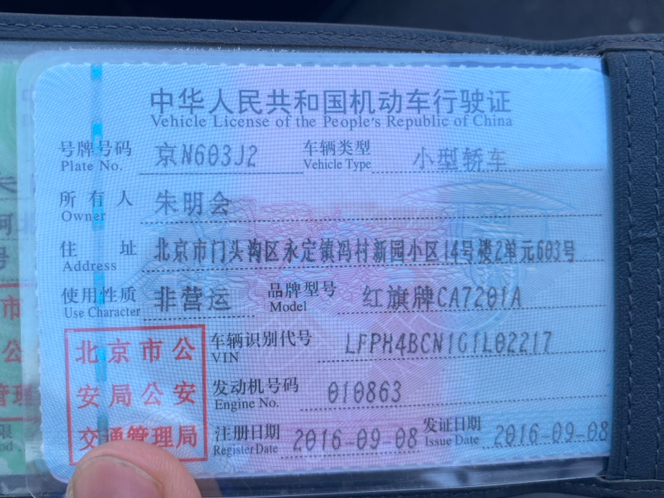 中华人民共和国机动车行驶证
Vehicle License of the People's Republic of China
号牌号码 京N603J2 车辆类型 小型轿车
Plate No. Vehicle Type
所有人 朱明会
Owner
住址 北京市门头沟区永定镇冯村新园小区14号楼2单元603号
Address
使用性质 非营运 品牌型号 红旗牌CA7201A
Use Character Model
北京市公
安局公安
交通管理局
车辆识别代号 LFPH4BCN1G1L02217
VIN
发动机号码 010863
Engine No.
注册日期 2016-09-08 发证日期 2016-09-08
Register Date Issue Date